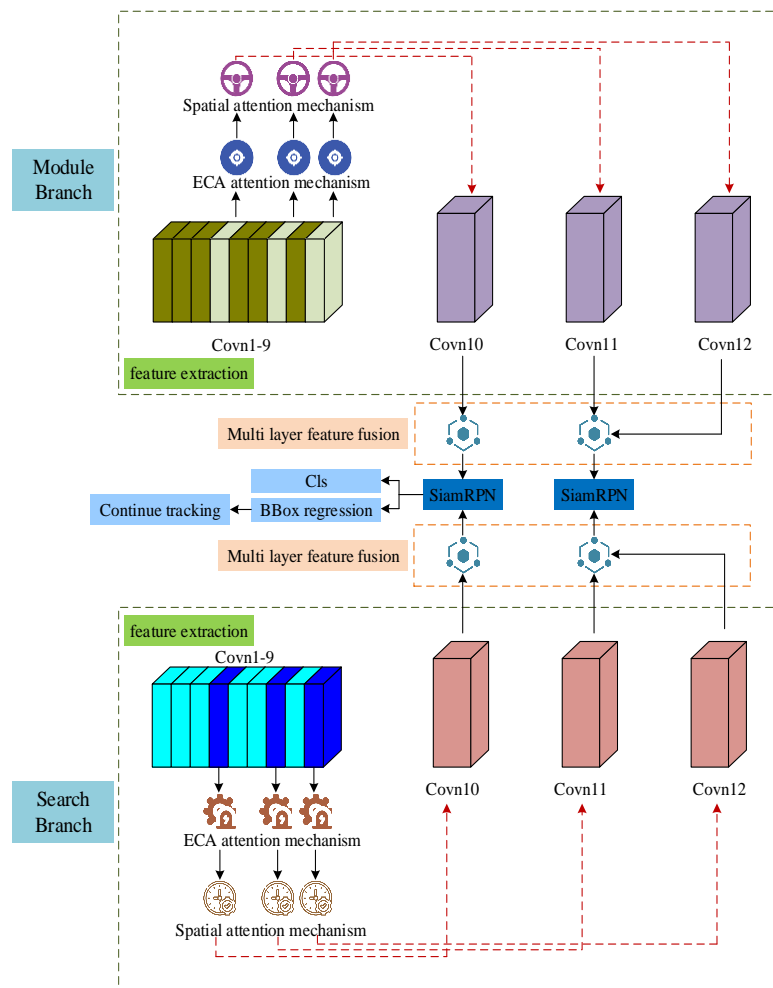 Spatial attention mechanism
Module
Branch
ECA attention mechanism
Covn1-9
Covn10
Covn11
Covn12
feature extraction
Multi layer feature fusion
Cls
SiamRPN
SiamRPN
Continue tracking
BBox regression
Multi layer feature fusion
feature extraction
Covn1-9
Covn10
Covn11
Covn12
Search
Branch
ECA attention mechanism
Spatial attention mechanism